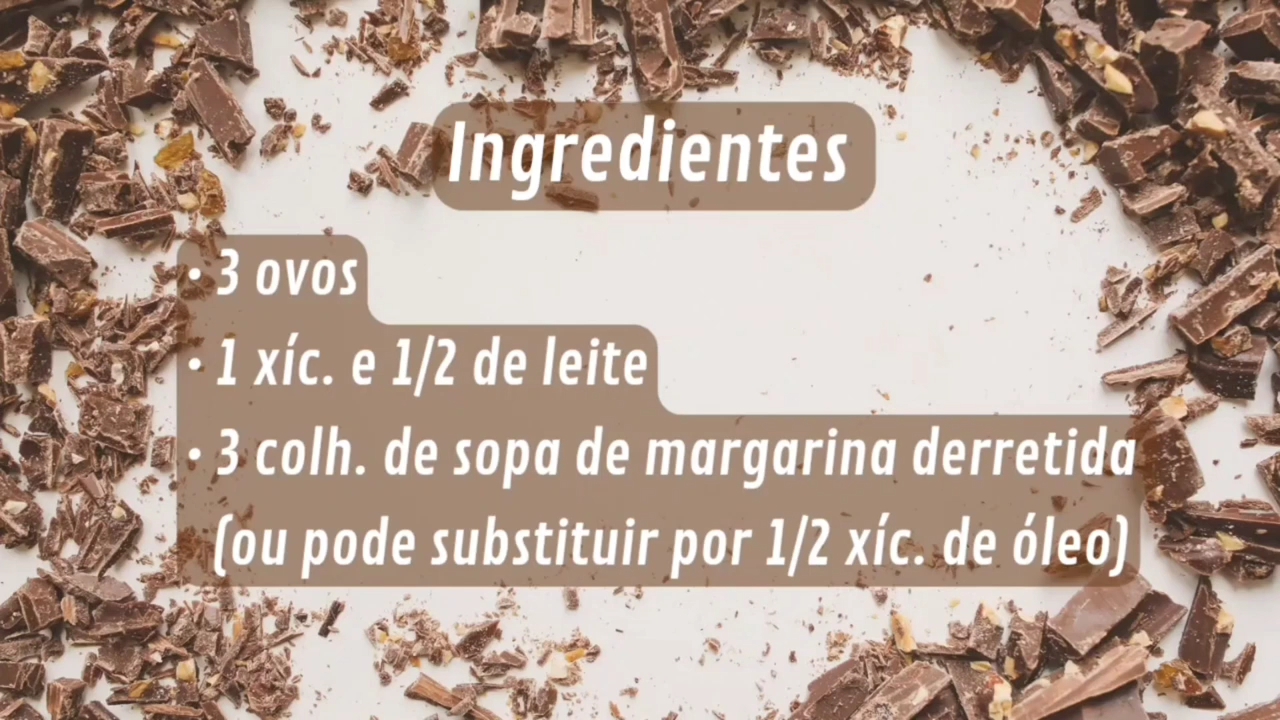 Ingredientes
• 3 ovos
• 1 xíc. e 1/2 de leite
• 3 colh. de sopa de margarina derretida
(ou pode substituir por 1/2 xíc. de óleo)